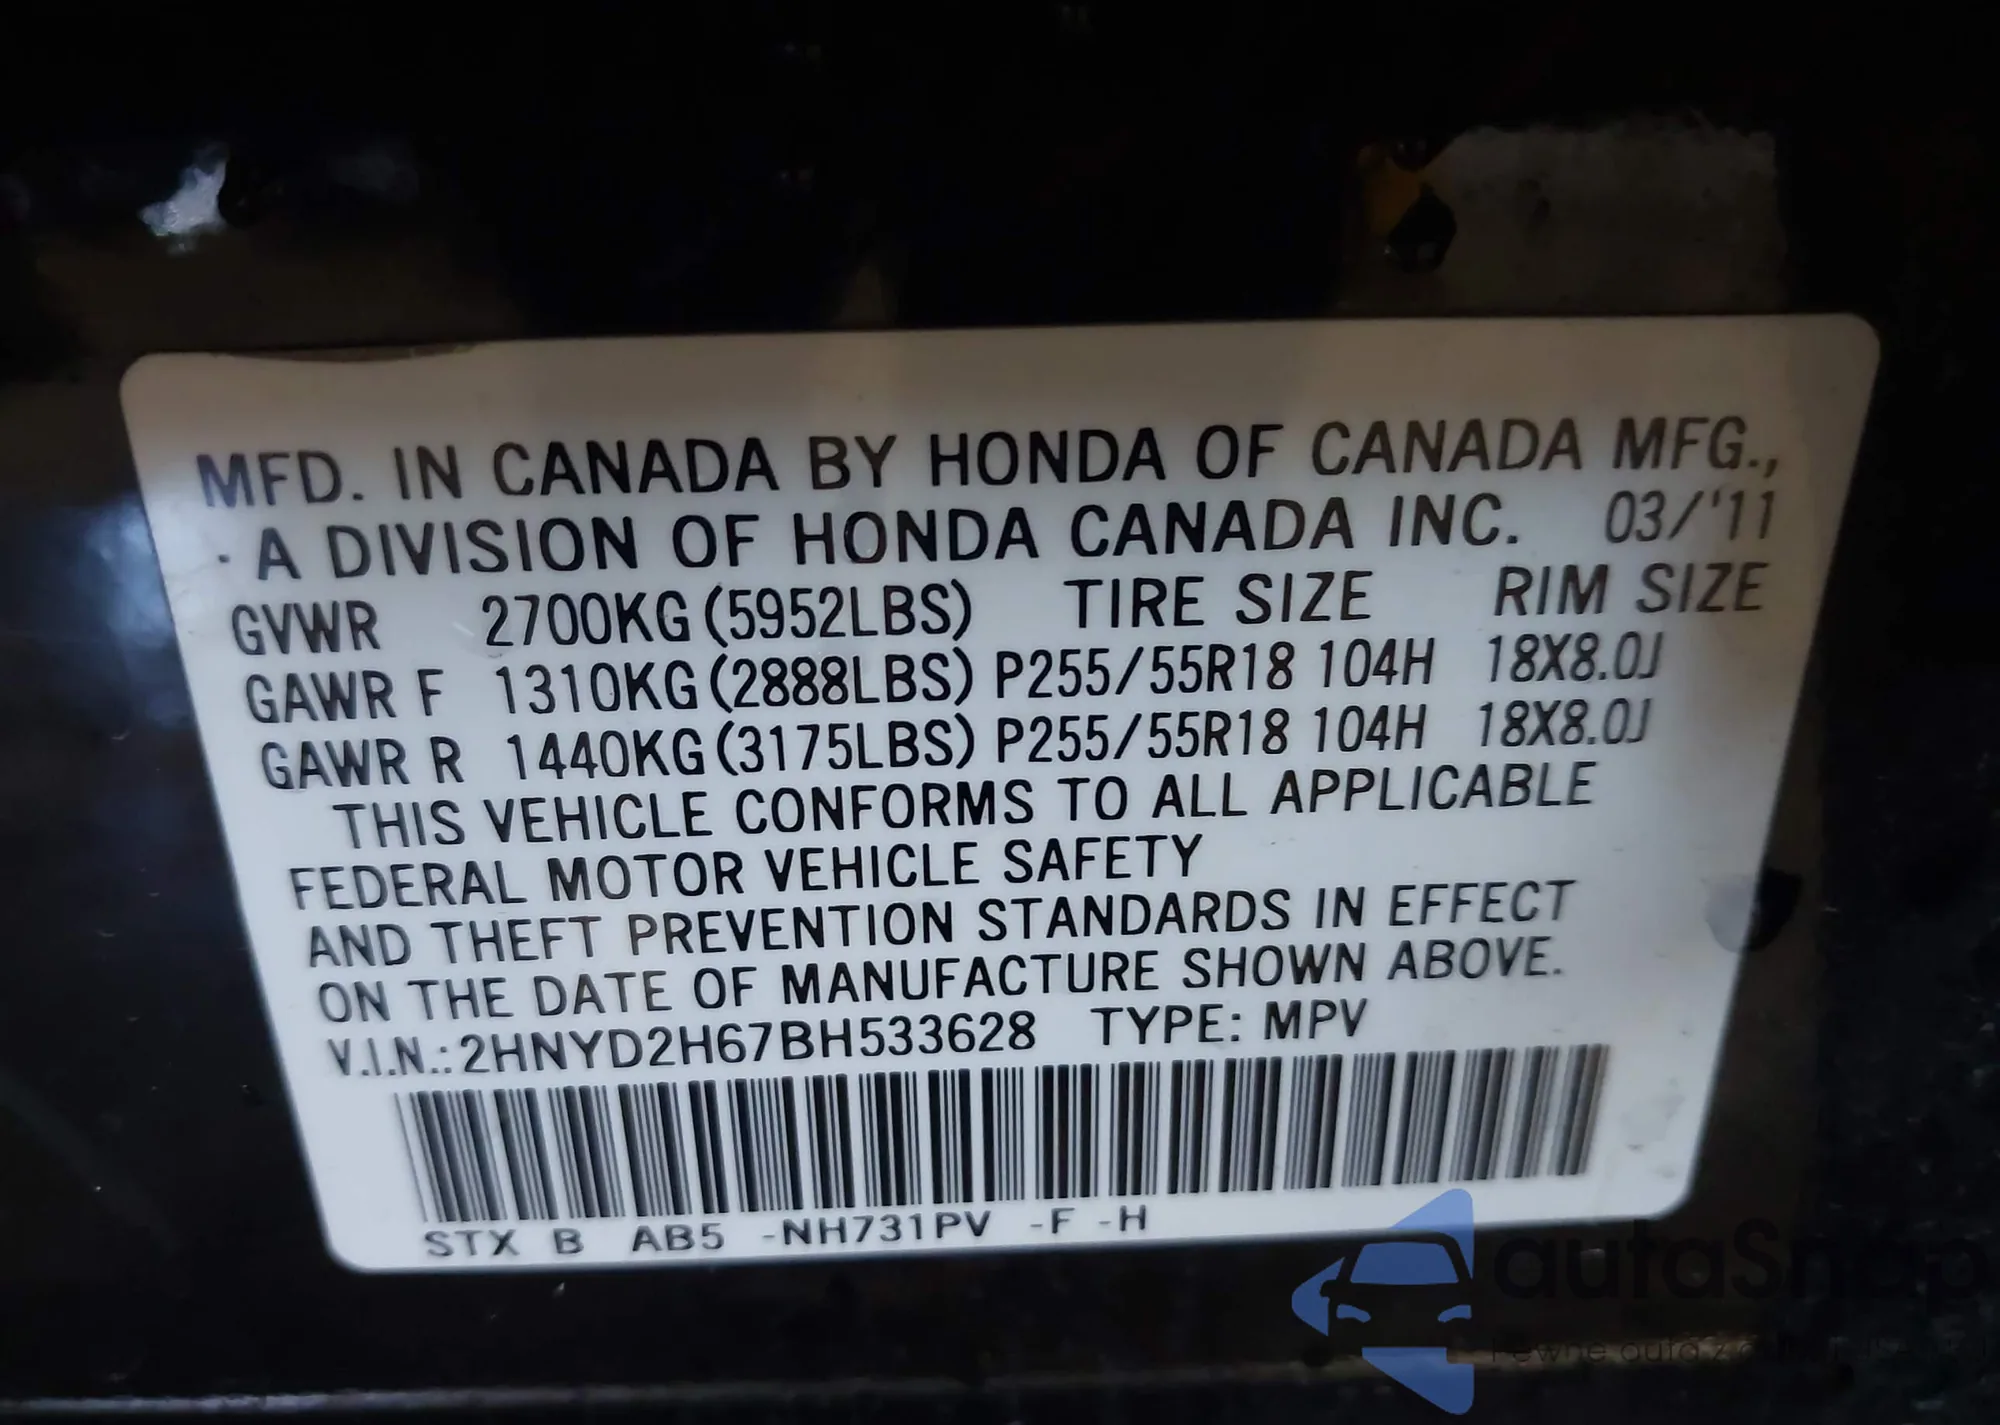 MFD. IN CANADA BY HONDA OF CANADA MFG.,
A DIVISION OF HONDA CANADA INC. 03/'11
GVWR 2700KG (5952LBS) TIRE SIZE RIM SIZE
GAWR F 1310KG (2888LBS) P255/55R18 104H 18X8.0J
GAWR R 1440KG (3175LBS) P255/55R18 104H 18X8.0J
THIS VEHICLE CONFORMS TO ALL APPLICABLE
FEDERAL MOTOR VEHICLE SAFETY
AND THEFT PREVENTION STANDARDS IN EFFECT
ON THE DATE OF MANUFACTURE SHOWN ABOVE.
V.I.N.: 2HNYD2H67BH533628 TYPE: MPV
STX B AB5 -NH731PV -F -H
autaSnap
Pewne auta z